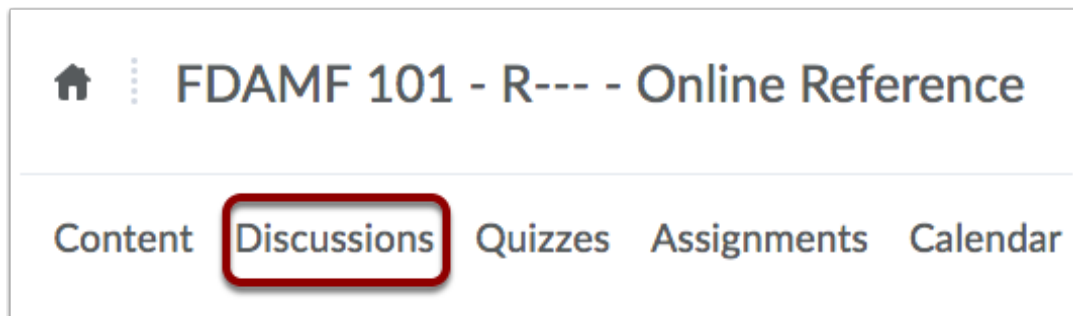 FDAMF 101 - R--- - Online Reference
Content Discussions Quizzes Assignments Calendar